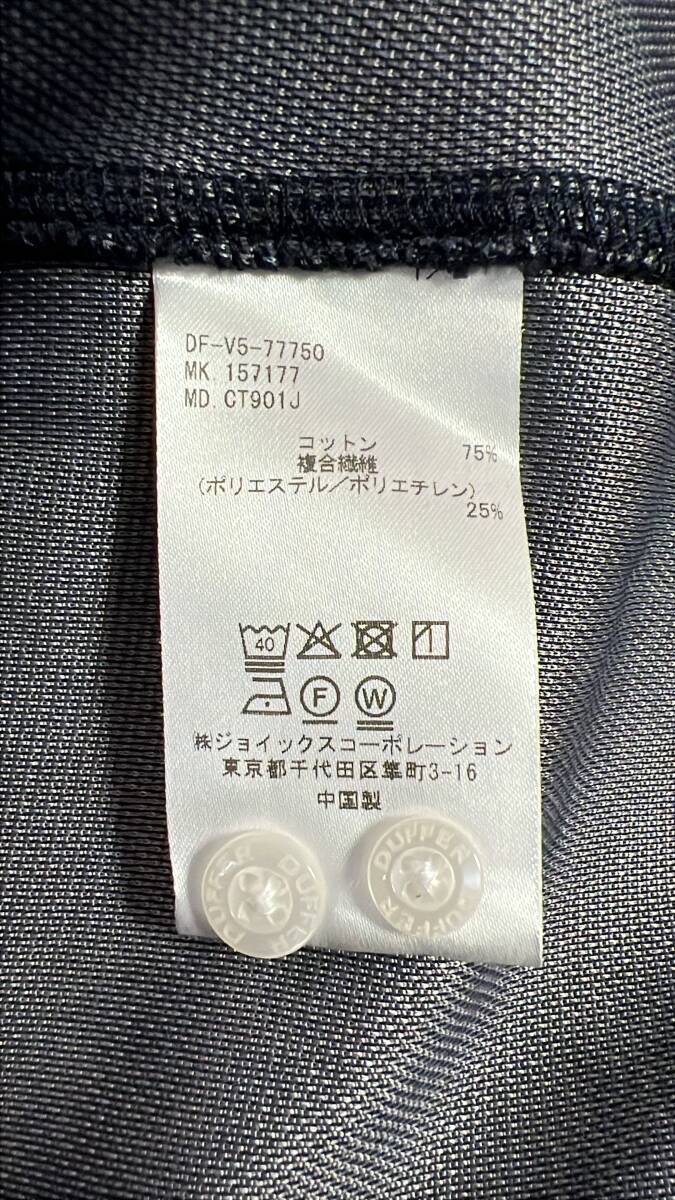 DF-V5-77750
MK. 157177
MD. CT901J
コットン 75%
複合繊維
(ポリエステル/ポリエチレン)
25%
40
F W
㈱ジョイックスコーポレーション
東京都千代田区隼町3-16
中国製
DUFFER DUFFER
DUFFER DUFFER